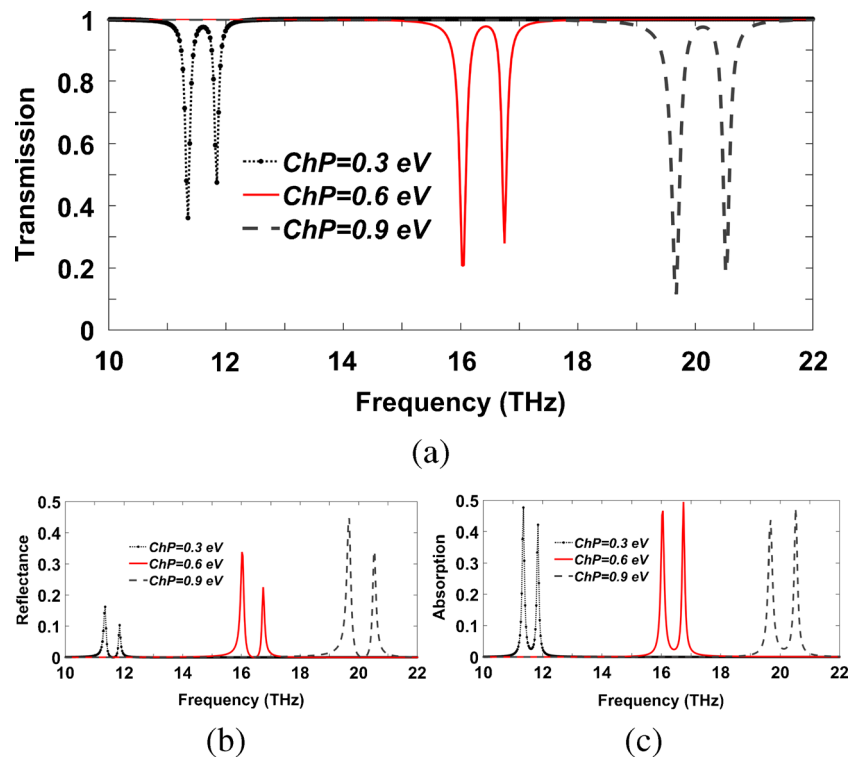 1
0.8
0.6
0.4
0.2
0
Transmission
ChP=0.3 eV
ChP=0.6 eV
ChP=0.9 eV
10 12 14 16 18 20 22
Frequency (THz)
(a)
0.5
0.4
0.3
0.2
0.1
0
Reflectance
ChP=0.3 eV
ChP=0.6 eV
ChP=0.9 eV
10 12 14 16 18 20 22
Frequency (THz)
(b)
0.5
0.4
0.3
0.2
0.1
0
Absorption
ChP=0.3 eV
ChP=0.6 eV
ChP=0.9 eV
10 12 14 16 18 20 22
Frequency (THz)
(c)